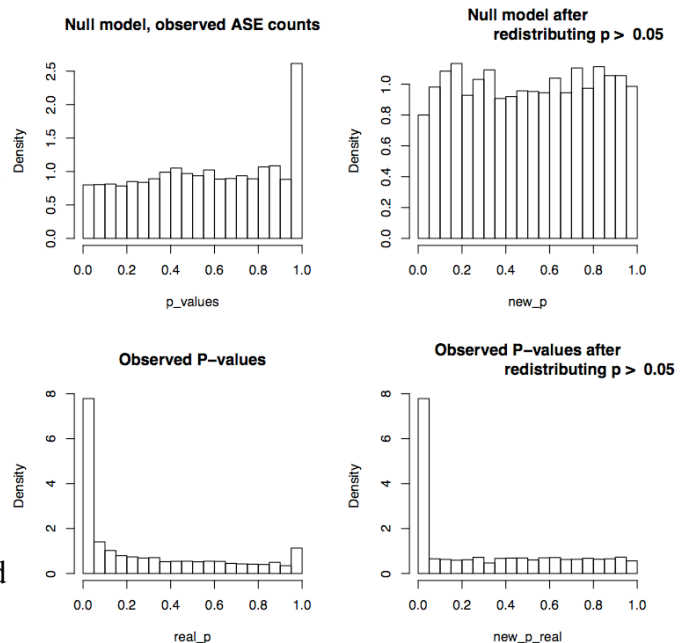 Null model, observed ASE counts
Density
0.0 0.5 1.0 1.5 2.0 2.5
0.0 0.2 0.4 0.6 0.8 1.0
p_values
Null model after
redistributing p > 0.05
Density
0.0 0.2 0.4 0.6 0.8 1.0
0.0 0.2 0.4 0.6 0.8 1.0
new_p
Observed P−values
Density
0 2 4 6 8
0.0 0.2 0.4 0.6 0.8 1.0
real_p
Observed P−values after
redistributing p > 0.05
Density
0 2 4 6 8
0.0 0.2 0.4 0.6 0.8 1.0
new_p_real